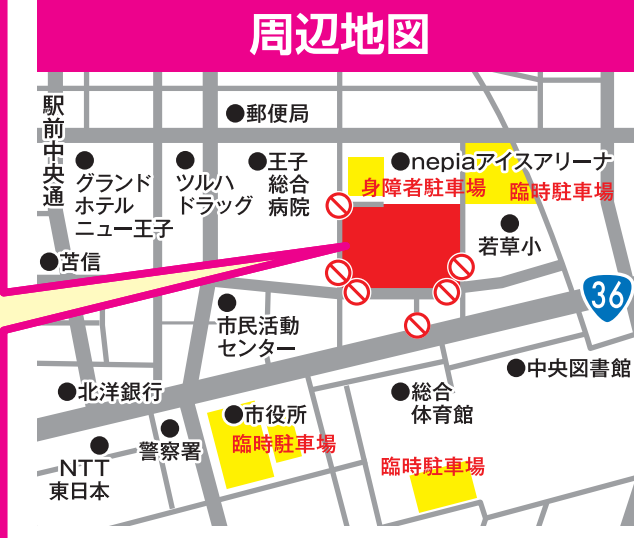 周辺地図
駅前中央通
●郵便局
●
グランド
ホテル
ニュー王子
●
ツルハ
ドラッグ
●王子
総合
病院
●nepiaアイスアリーナ
身障者駐車場
臨時駐車場
●
若草小
●苫信
36
●
市民活動
センター
●中央図書館
●北洋銀行
●総合
体育館
●市役所
臨時駐車場
●
警察署
●
NTT
東日本
臨時駐車場